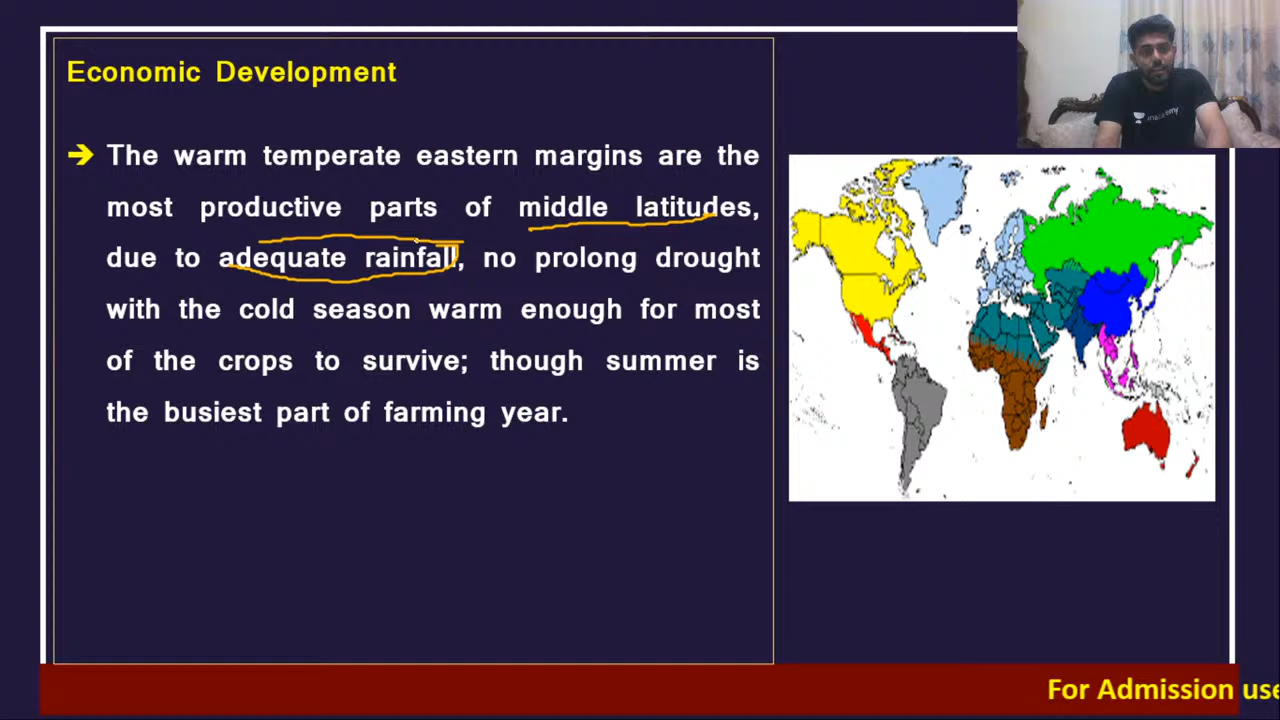 Economic Development
➔ The warm temperate eastern margins are the
most productive parts of middle latitudes,
due to adequate rainfall, no prolong drought
with the cold season warm enough for most
of the crops to survive; though summer is
the busiest part of farming year.
For Admission use